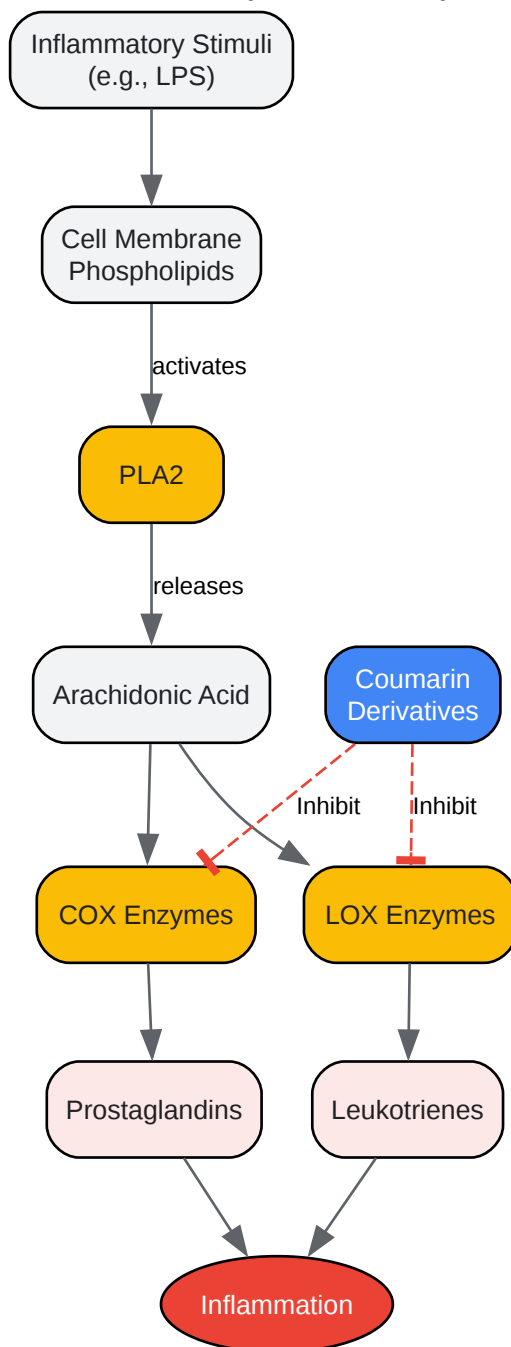 Inflammatory Stimuli
(e.g., LPS)
Cell Membrane
Phospholipids
activates
PLA2
releases
Arachidonic Acid
Coumarin
Derivatives
Inhibit
Inhibit
COX Enzymes
LOX Enzymes
Prostaglandins
Leukotrienes
Inflammation